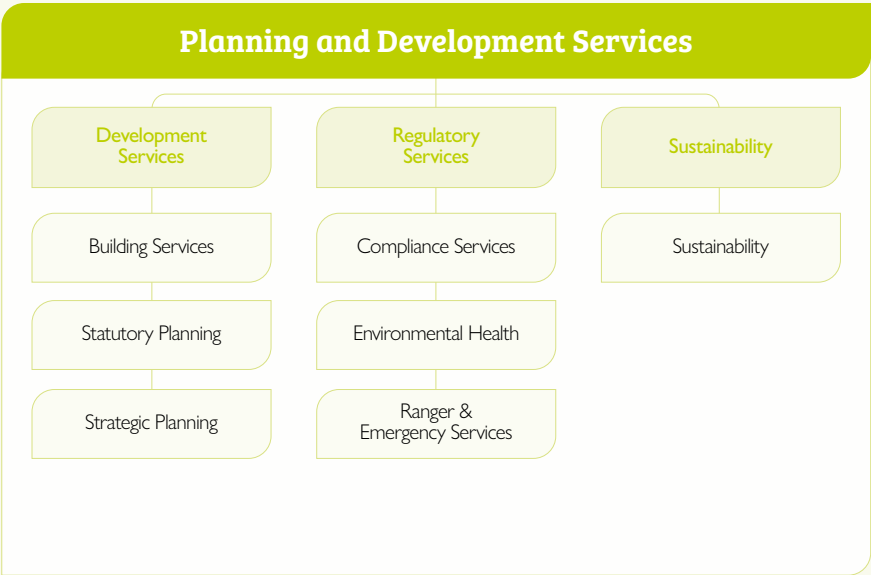 Planning and Development Services
Development
Services
Building Services
Statutory Planning
Strategic Planning
Regulatory
Services
Compliance Services
Environmental Health
Ranger &
Emergency Services
Sustainability
Sustainability